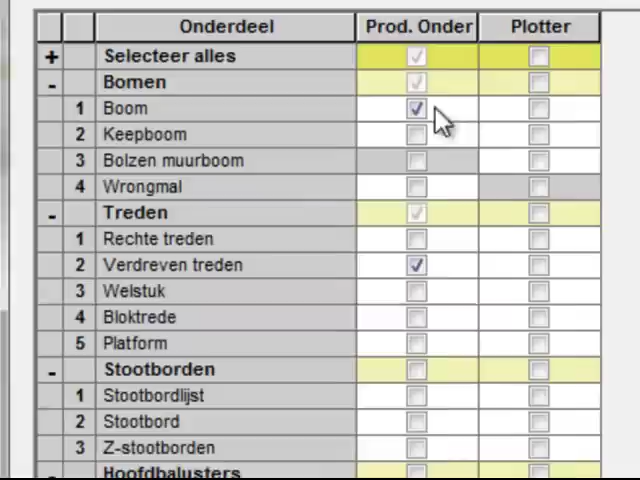 Onderdeel Prod. Onder Plotter
+ Selecteer alles
- Bomen
1 Boom
2 Keepboom
3 Bolzen muurboom
4 Wrongmal
- Treden
1 Rechte treden
2 Verdreven treden
3 Welstuk
4 Bloktrede
5 Platform
- Stootborden
1 Stootbordlijst
2 Stootbord
3 Z-stootborden
- Hoofdbalusters